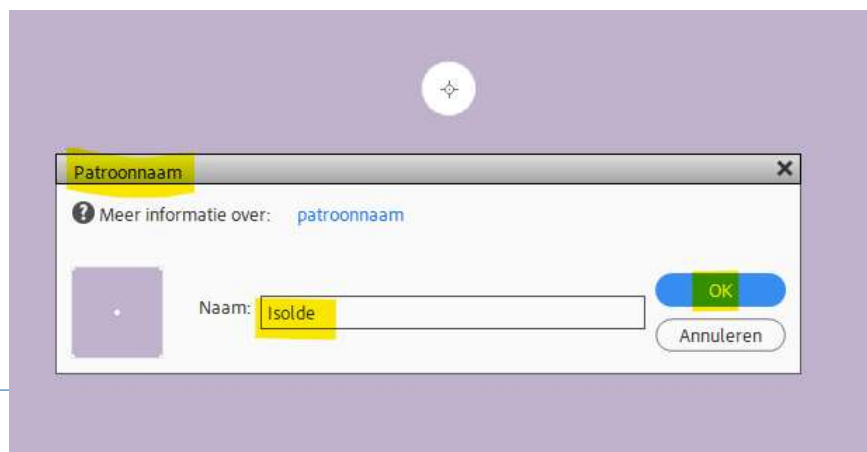 Patroonnaam
Meer informatie over: patroonnaam
Naam: Isolde
OK
Annuleren